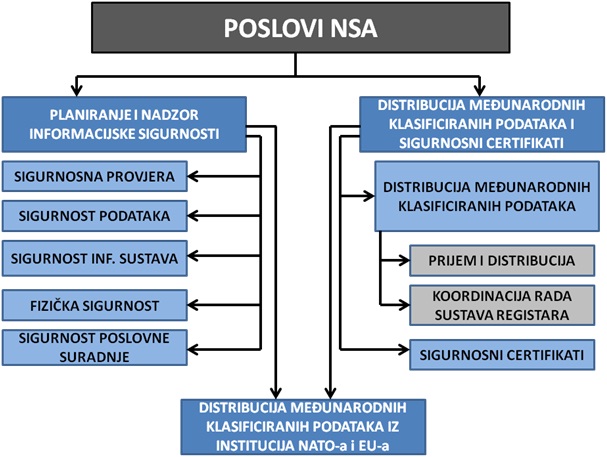 POSLOVI NSA
PLANIRANJE I NADZOR
INFORMACIJSKE SIGURNOSTI
SIGURNOSNA PROVJERA
SIGURNOST PODATAKA
SIGURNOST INF. SUSTAVA
FIZIČKA SIGURNOST
SIGURNOST POSLOVNE
SURADNJE
DISTRIBUCIJA MEĐUNARODNIH
KLASIFICIRANIH PODATAKA I
SIGURNOSNI CERTIFIKATI
DISTRIBUCIJA MEĐUNARODNIH
KLASIFICIRANIH PODATAKA
PRIJEM I DISTRIBUCIJA
KOORDINACIJA RADA
SUSTAVA REGISTARA
SIGURNOSNI CERTIFIKATI
DISTRIBUCIJA MEĐUNARODNIH
KLASIFICIRANIH PODATAKA IZ
INSTITUCIJA NATO-a i EU-a